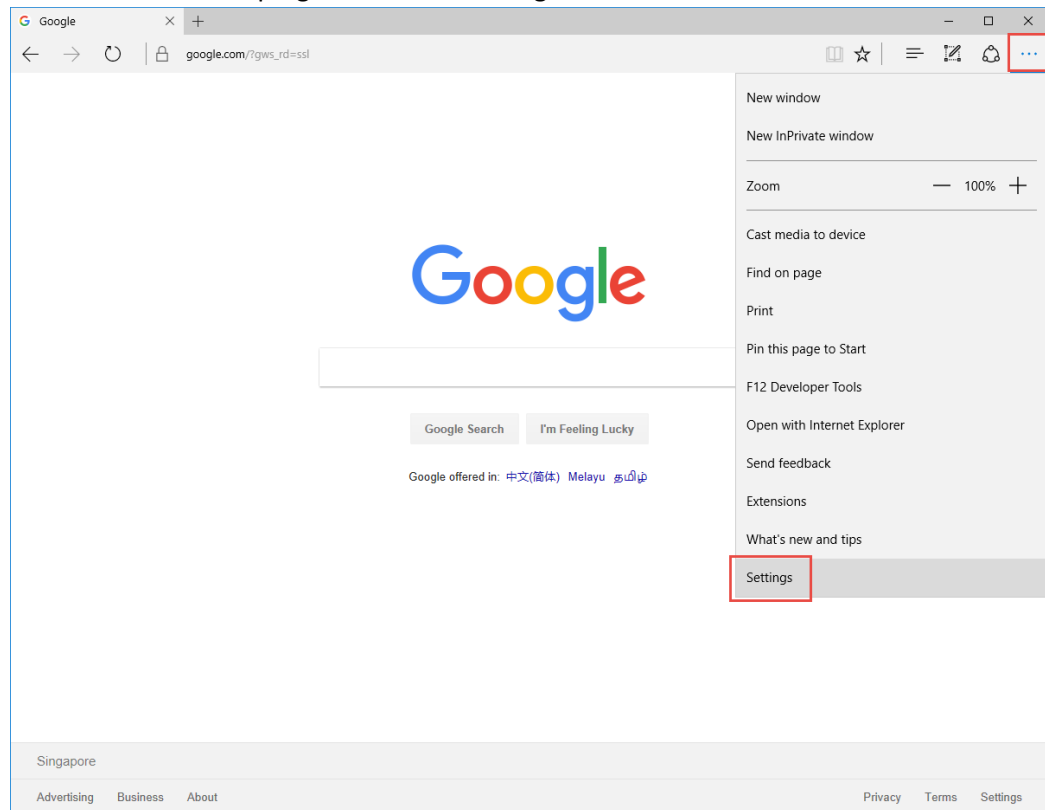 Google
google.com/?gws_rd=ssl
New window
New InPrivate window
Zoom 100%
Cast media to device
Find on page
Print
Pin this page to Start
F12 Developer Tools
Open with Internet Explorer
Send feedback
Extensions
What's new and tips
Settings
Google
Google Search I'm Feeling Lucky
Google offered in: 中文(简体) Melayu தமிழ்
Singapore
Advertising Business About Privacy Terms Settings